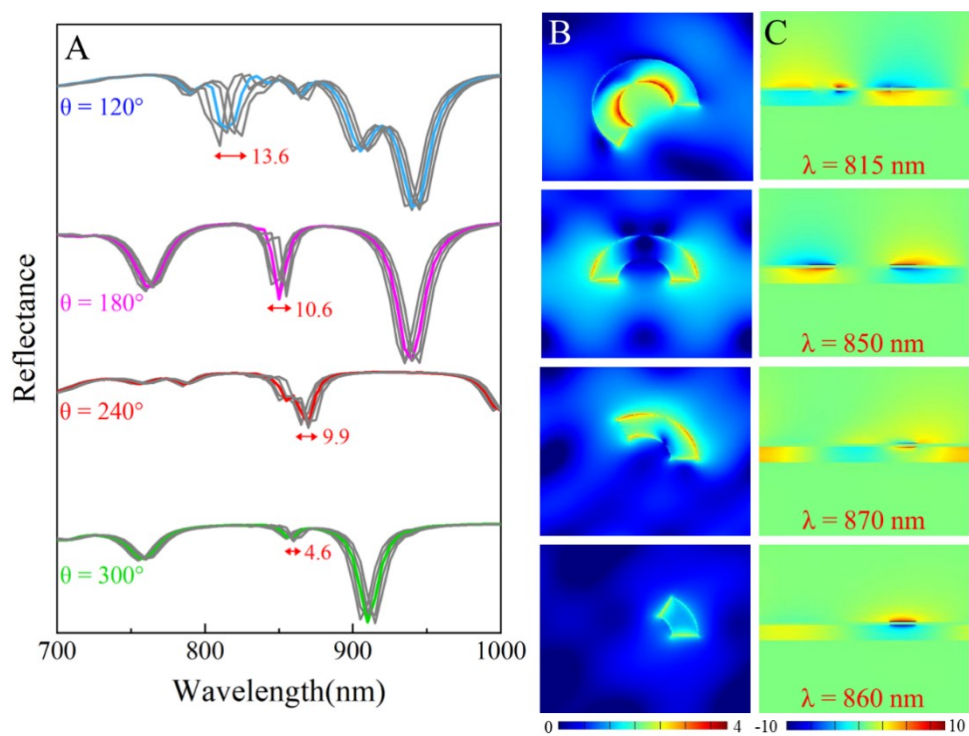 A
B
C
θ = 120°
13.6
λ = 815 nm
θ = 180°
10.6
λ = 850 nm
Reflectance
θ = 240°
9.9
λ = 870 nm
θ = 300°
4.6
λ = 860 nm
700 800 900 1000
Wavelength(nm)
0 4 -10 10